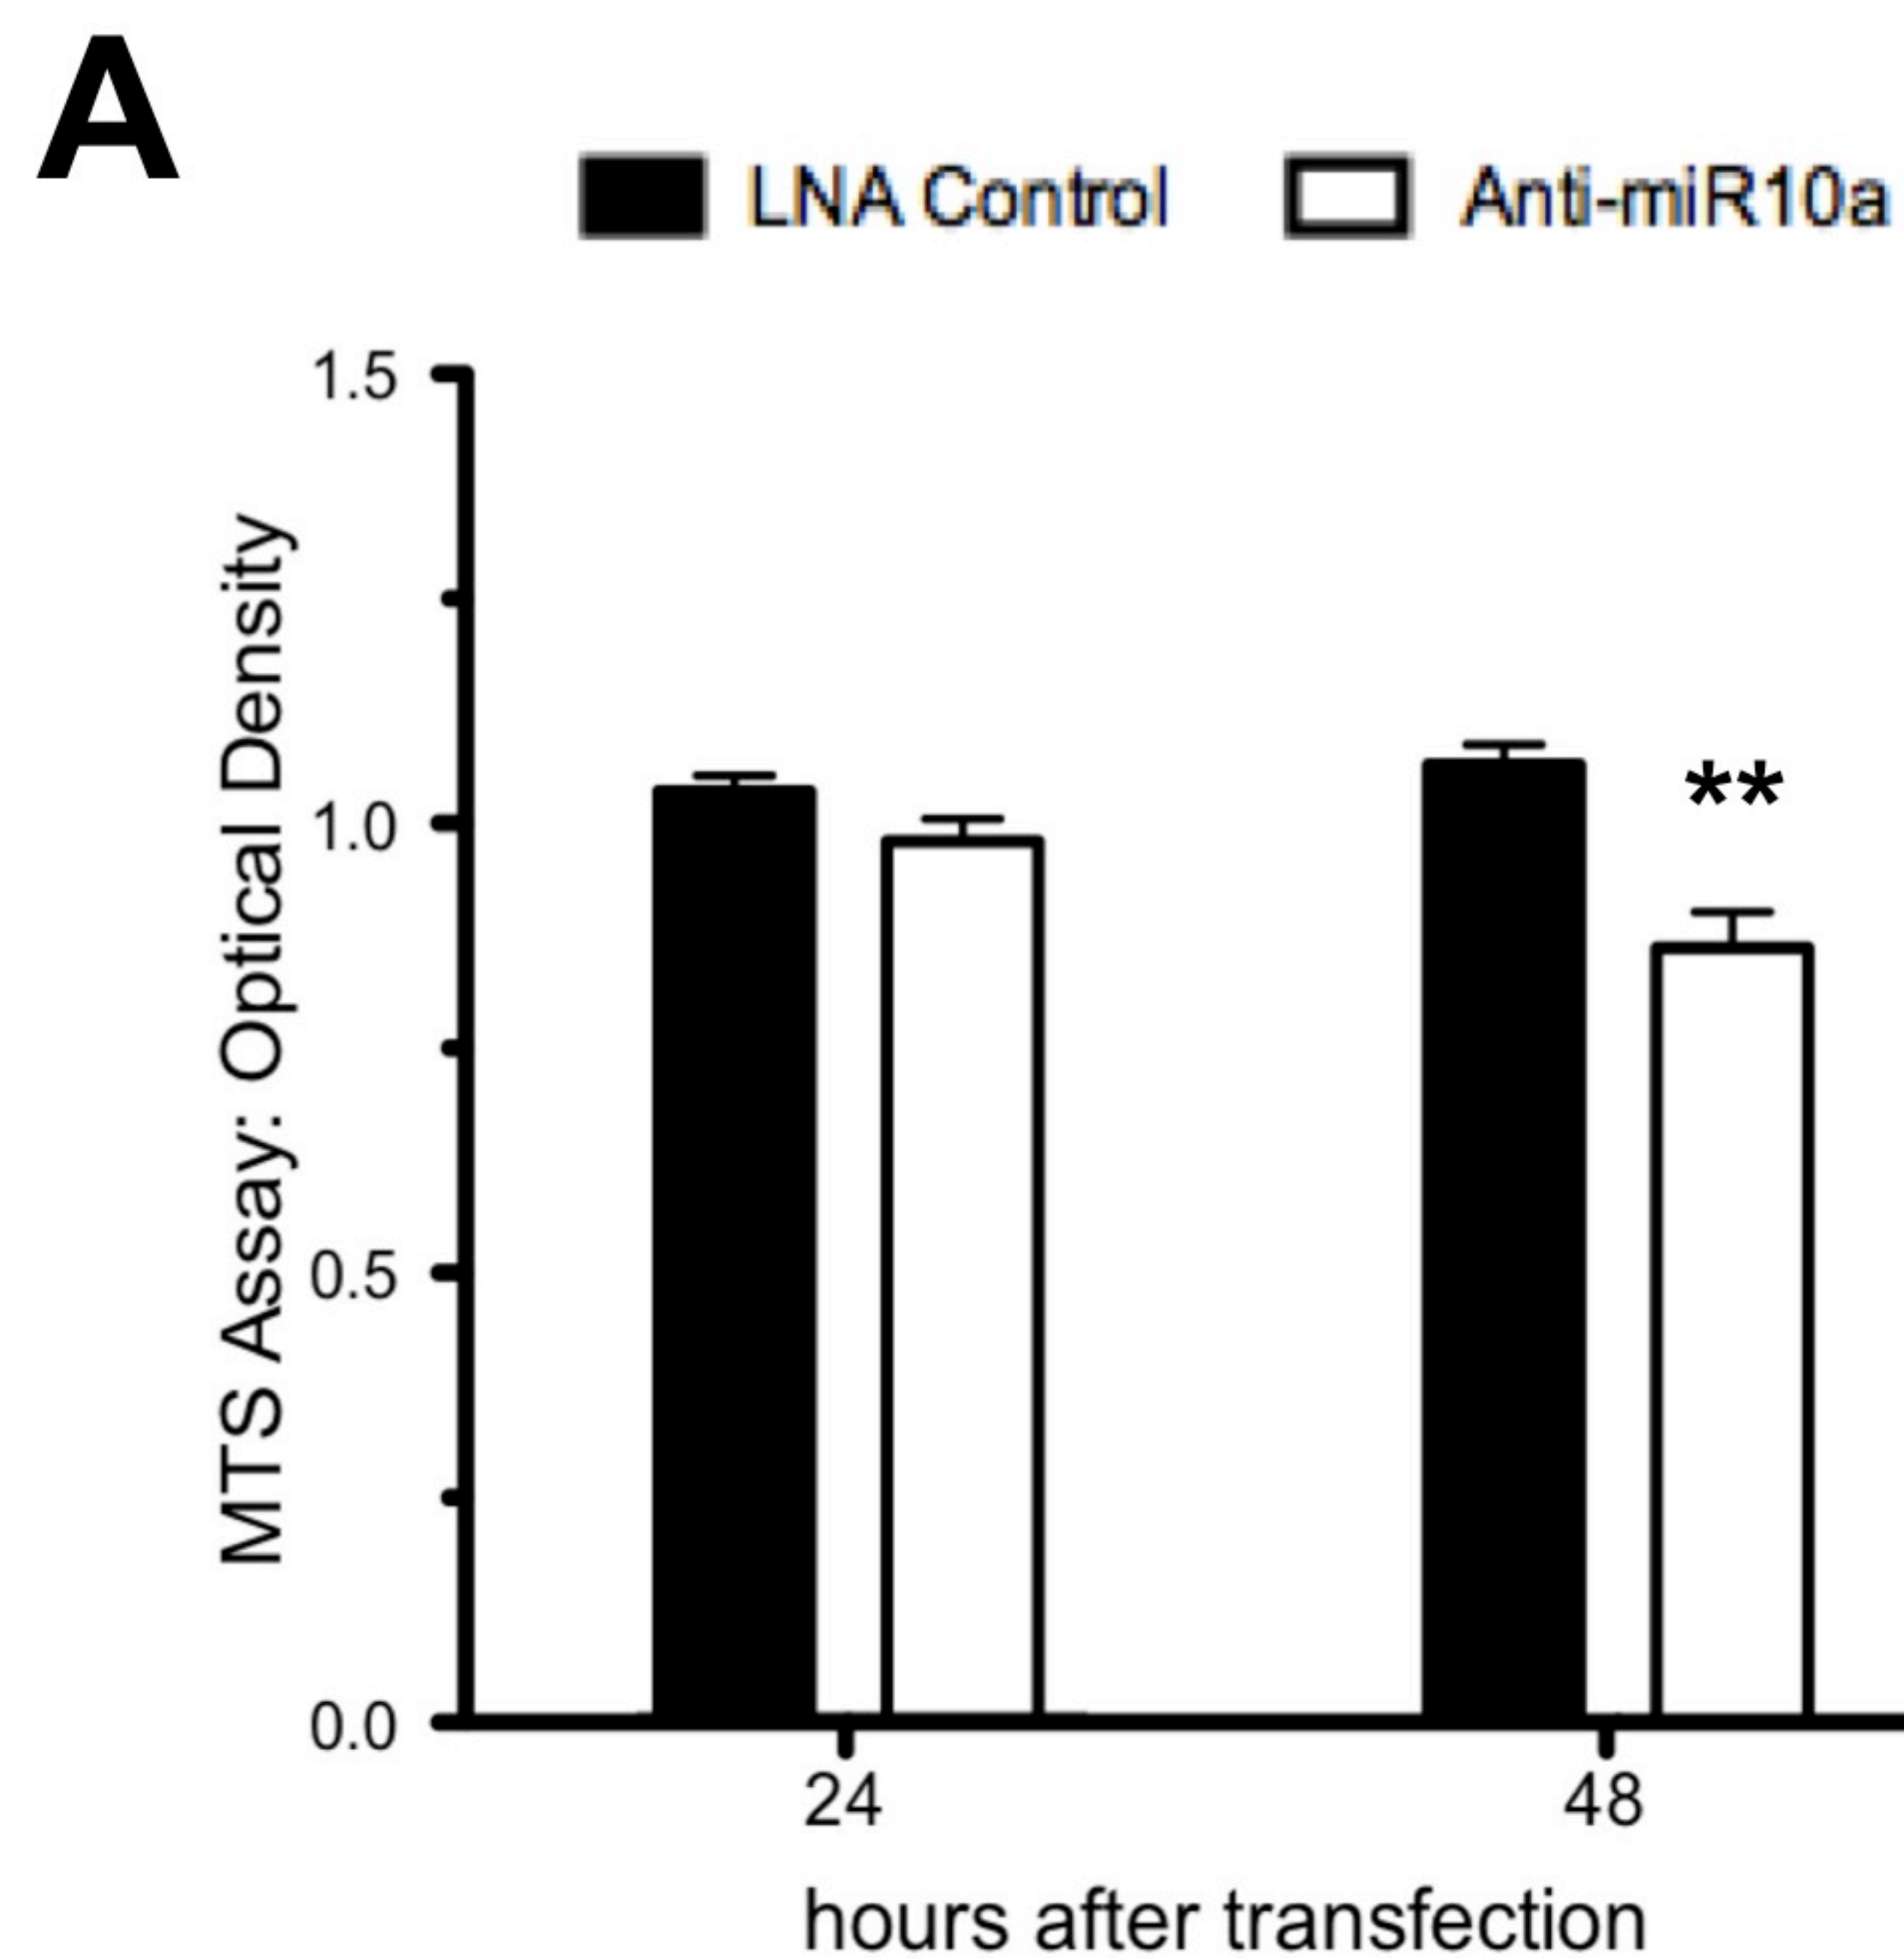 A
LNA Control
Anti-miR10a
MTS Assay: Optical Density
1.5
1.0
0.5
0.0
**
24
48
hours after transfection